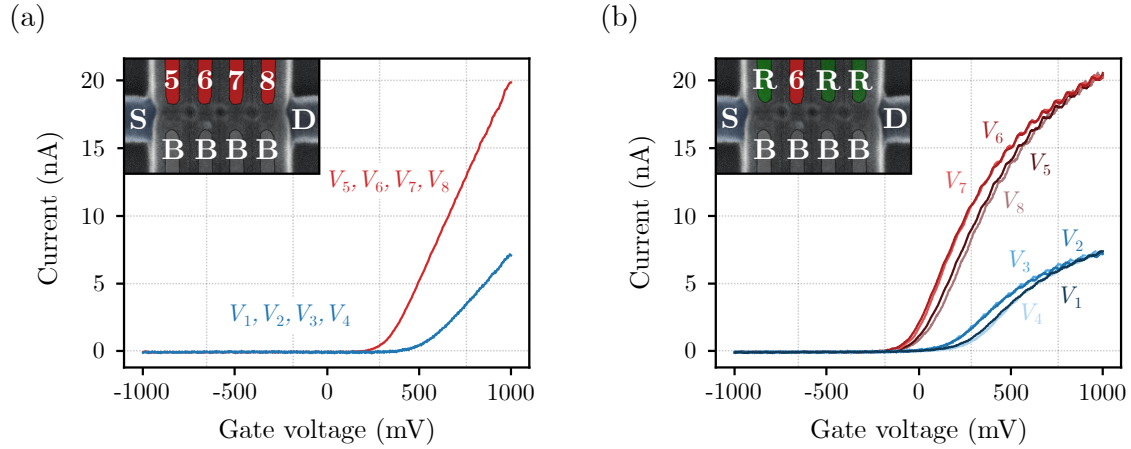 (a)
5 6 7 8
S D
B B B B
Current (nA)
20
15
10
5
0
V5, V6, V7, V8
V1, V2, V3, V4
-1000 -500 0 500 1000
Gate voltage (mV)
(b)
R 6 R R
S D
B B B B
Current (nA)
20
15
10
5
0
V6
V5
V7
V8
V2
V3
V1
V4
-1000 -500 0 500 1000
Gate voltage (mV)